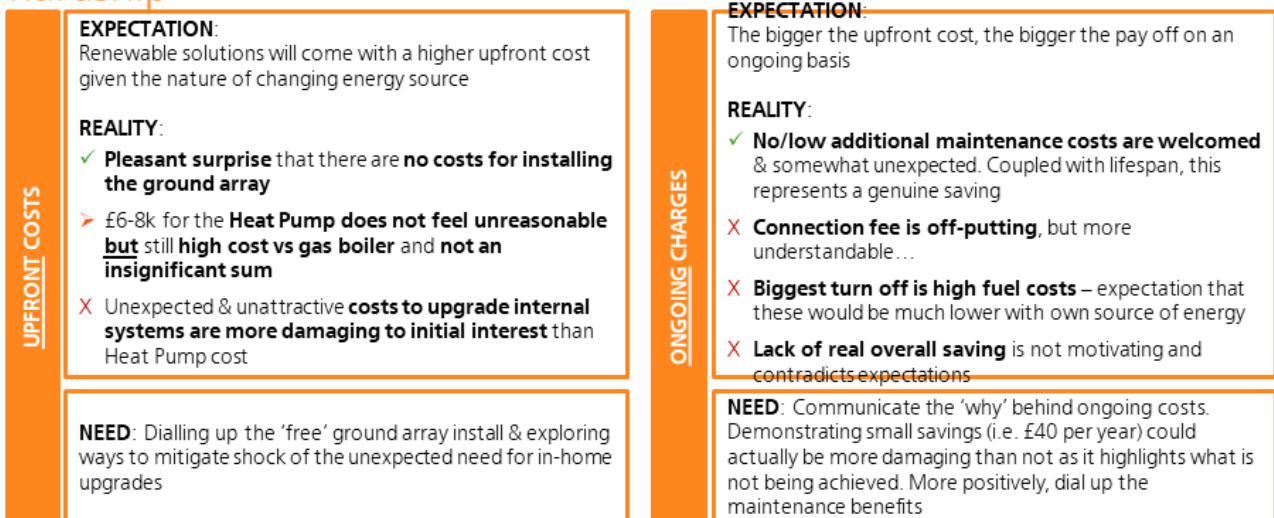 UPFRONT COSTS
EXPECTATION:
Renewable solutions will come with a higher upfront cost
given the nature of changing energy source
REALITY:
✓ Pleasant surprise that there are no costs for installing
the ground array
➤ £6-8k for the Heat Pump does not feel unreasonable
but still high cost vs gas boiler and not an
insignificant sum
X Unexpected & unattractive costs to upgrade internal
systems are more damaging to initial interest than
Heat Pump cost
NEED: Dialling up the ‘free’ ground array install & exploring
ways to mitigate shock of the unexpected need for in-home
upgrades
ONGOING CHARGES
EXPECTATION:
The bigger the upfront cost, the bigger the pay off on an
ongoing basis
REALITY:
✓ No/low additional maintenance costs are welcomed
& somewhat unexpected. Coupled with lifespan, this
represents a genuine saving
X Connection fee is off-putting, but more
understandable…
X Biggest turn off is high fuel costs – expectation that
these would be much lower with own source of energy
X Lack of real overall saving is not motivating and
contradicts expectations
NEED: Communicate the ‘why’ behind ongoing costs.
Demonstrating small savings (i.e. £40 per year) could
actually be more damaging than not as it highlights what is
not being achieved. More positively, dial up the
maintenance benefits